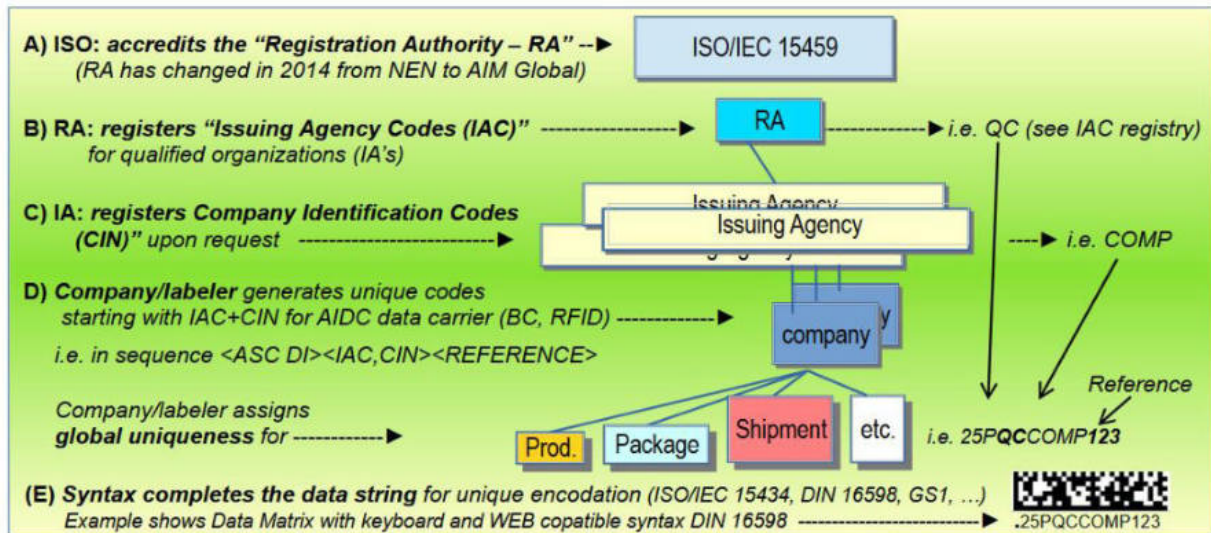 A) ISO: accredits the “Registration Authority – RA” --►
ISO/IEC 15459
(RA has changed in 2014 from NEN to AIM Global)
B) RA: registers “Issuing Agency Codes (IAC)” ------------------►
RA
--------------►i.e. QC (see IAC registry)
for qualified organizations (IA's)
C) IA: registers Company Identification Codes
Issuing Agency
Issuing Agency
(CIN)” upon request -------------------------►
----► i.e. COMP
D) Company/labeler generates unique codes
starting with IAC+CIN for AIDC data carrier (BC, RFID) --------------►
company
y
i.e. in sequence <ASC DI><IAC,CIN><REFERENCE>
Reference
Company/labeler assigns
global uniqueness for ------------►
Prod.
Package
Shipment
etc.
i.e. 25PQCCOMP123
(E) Syntax completes the data string for unique encodation (ISO/IEC 15434, DIN 16598, GS1, …)
Example shows Data Matrix with keyboard and WEB copatible syntax DIN 16598 --------------------------►
.25PQCCOMP123